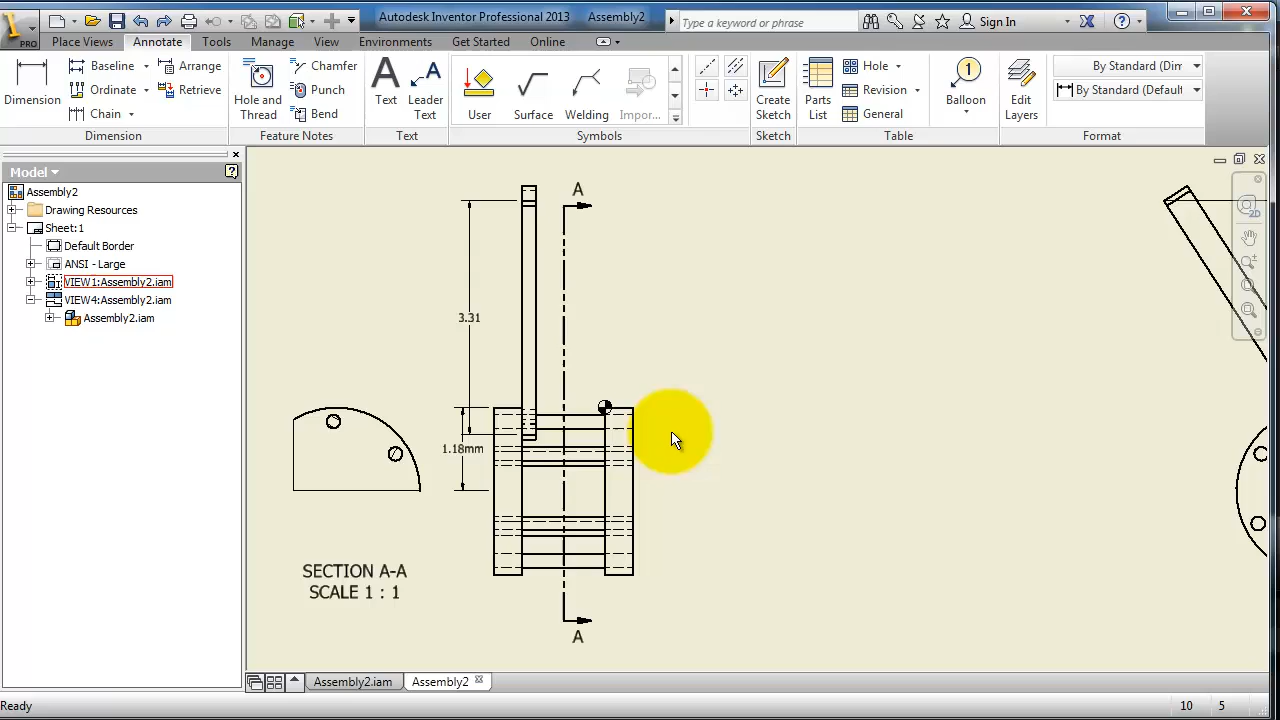 Autodesk Inventor Professional 2013 Assembly2
Type a keyword or phrase
Sign In
PRO
Place Views Annotate Tools Manage View Environments Get Started Online
Dimension
Baseline
Ordinate
Chain
Arrange
Retrieve
Dimension
Hole and
Thread
Chamfer
Punch
Bend
Feature Notes
Text
Leader
Text
Text
User
Surface
Welding
Impor...
Symbols
Create
Sketch
Sketch
Parts
List
Hole
Revision
General
Balloon
Table
Edit
Layers
By Standard (Dim
By Standard (Default
Format
Model
Assembly2
Drawing Resources
Sheet:1
Default Border
ANSI - Large
VIEW1:Assembly2.iam
VIEW4:Assembly2.iam
Assembly2.iam
A
3.31
1.18mm
SECTION A-A
SCALE 1 : 1
A
2D
Assembly2.iam Assembly2
Ready 10 5